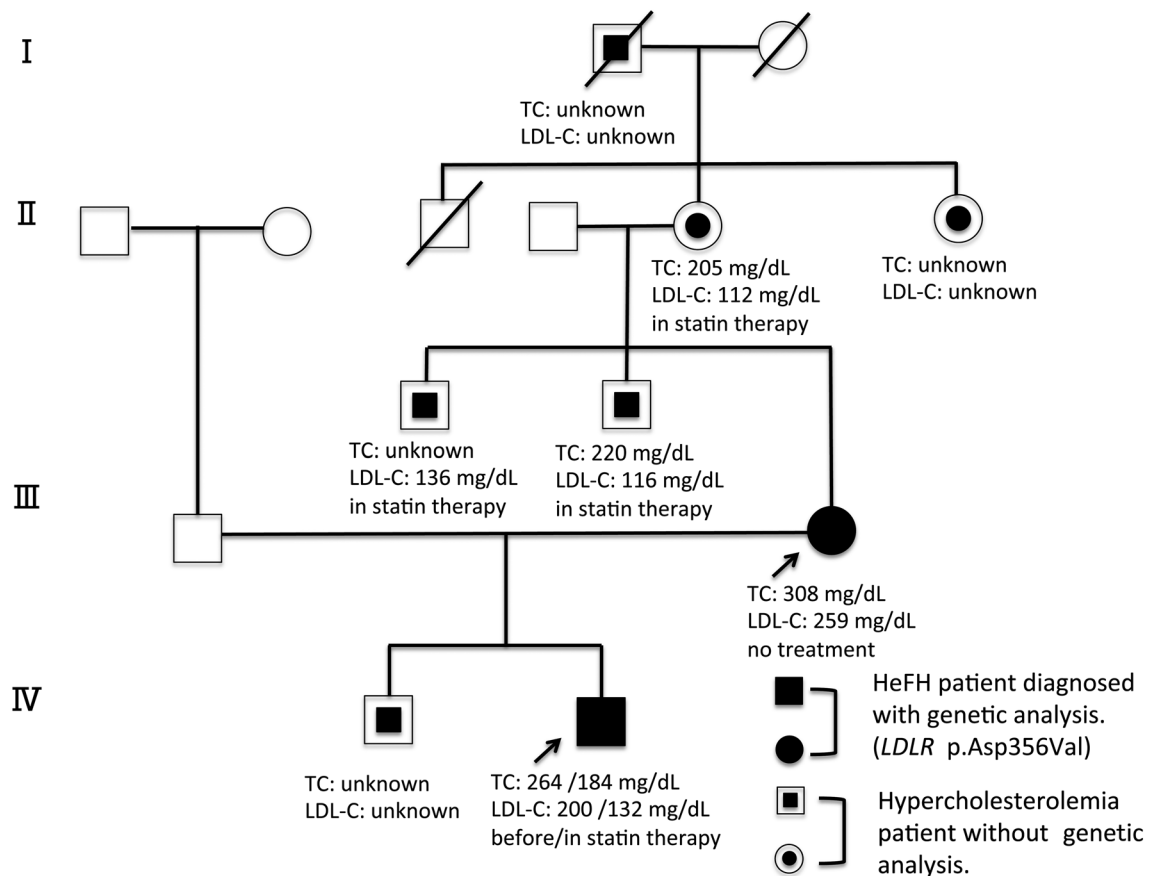 I
TC: unknown
LDL-C: unknown
II
TC: 205 mg/dL
LDL-C: 112 mg/dL
in statin therapy
TC: unknown
LDL-C: unknown
III
TC: unknown
LDL-C: 136 mg/dL
in statin therapy
TC: 220 mg/dL
LDL-C: 116 mg/dL
in statin therapy
TC: 308 mg/dL
LDL-C: 259 mg/dL
no treatment
IV
TC: unknown
LDL-C: unknown
TC: 264 /184 mg/dL
LDL-C: 200 /132 mg/dL
before/in statin therapy
HeFH patient diagnosed
with genetic analysis.
(LDLR p.Asp356Val)
Hypercholesterolemia
patient without genetic
analysis.